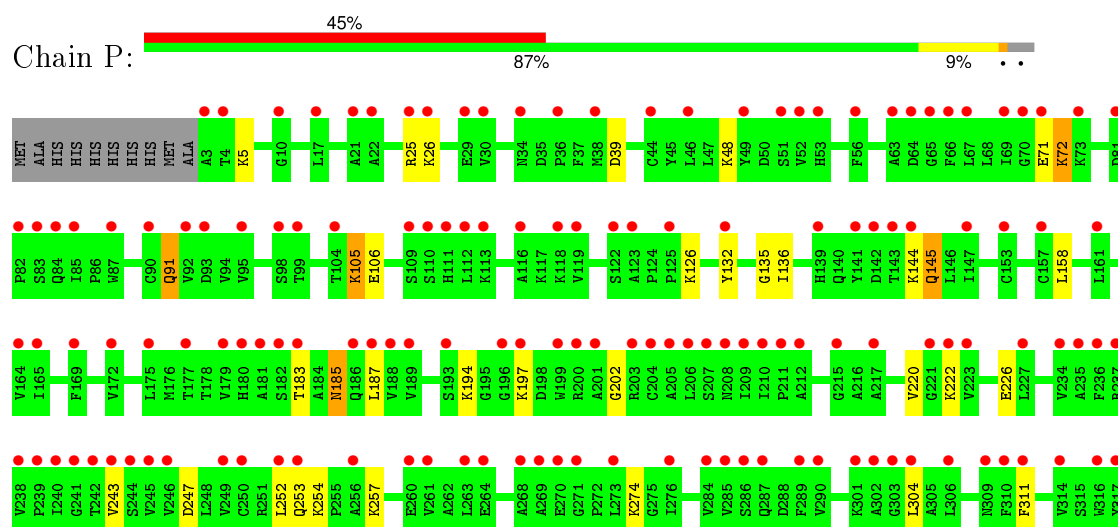 45%
Chain P:
87% 9% • •
MET ALA HIS HIS HIS HIS HIS HIS MET ALA A3 T4 K5 G10 L17 A21 A22 R25 K26 E29 V30 N34 D35 P36 F37 M38 D39 C44 Y45 L46 L47 K48 Y49 D50 S51 V52 H53 F56 A63 D64 G65 F66 L67 L68 I69 G70 E71 K72 K73 D81
P82 S83 Q84 I85 P86 W87 C90 Q91 V92 D93 V94 V95 S98 T99 T104 K105 E106 S109 S110 H111 L112 K113 A116 K117 K118 V119 S122 A123 P124 P125 K126 Y132 G135 I136 H139 Q140 Y141 D142 T143 K144 Q145 L146 I147 C153 C157 L158 L161
V164 I165 F169 V172 L175 M176 T177 T178 V179 H180 A181 S182 T183 A184 N185 Q186 L187 V188 V189 S193 K194 G195 G196 K197 D198 W199 R200 A201 G202 R203 C204 A205 L206 S207 N208 I209 I210 P211 A212 G215 A216 A217 V220 G221 K222 V223 E226 L227 V234 A235 F236
V238 P239 I240 G241 T242 V243 S244 V245 V246 D247 L248 V249 C250 R251 L252 Q253 K254 P255 A256 K257 E260 V261 A262 L263 E264 A268 A269 E270 G271 P272 L273 K274 G275 I276 V284 V285 S286 Q287 D288 F289 V290 K301 A302 G303 L304 A305 L306 N309 F310 F311 V314 S315 W316